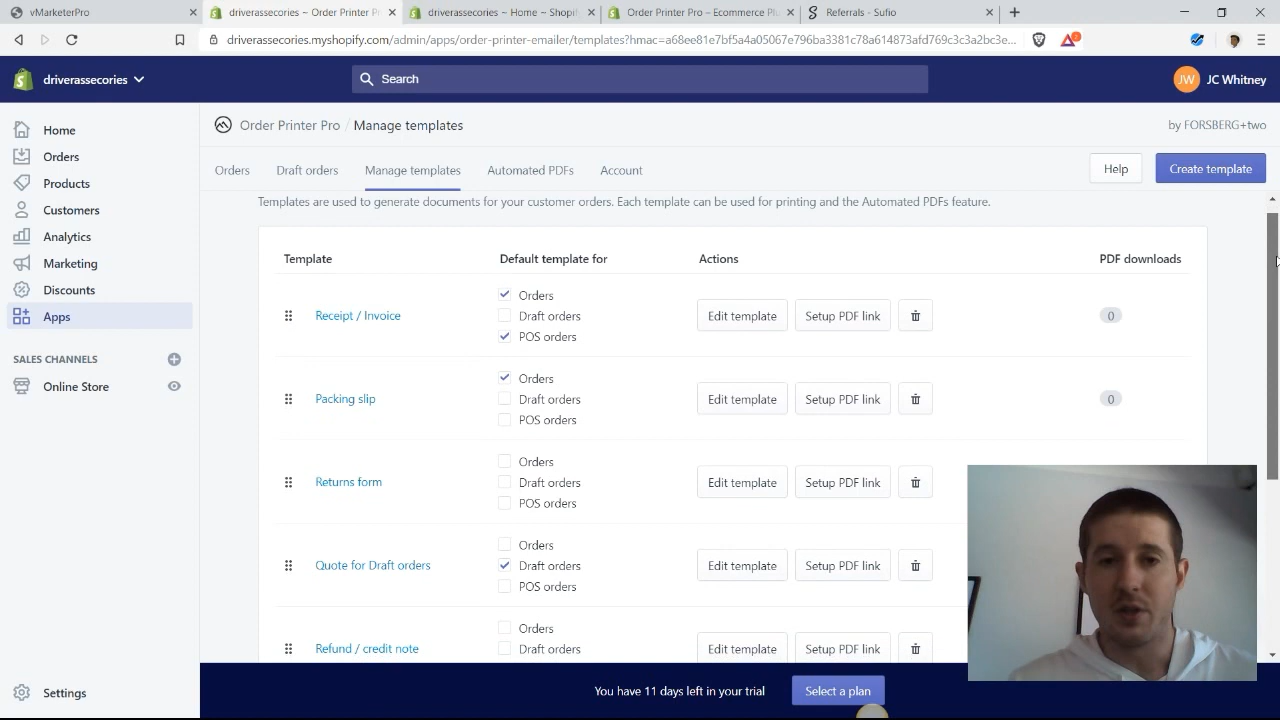 vMarketerPro
driverassecories ~ Order Printer P
driverassecories ~ Home ~ Shopif
Order Printer Pro – Ecommerce Plu
Referrals - Sufio
driverassecories.myshopify.com/admin/apps/order-printer-emailer/templates?hmac=a68ee81e7bf5a4a05067e796ba3381c78a614873afd769c3c3a2bc3e...
driverassecories
Search
JW
JC Whitney
Home
Orders
Products
Customers
Analytics
Marketing
Discounts
Apps
SALES CHANNELS
Online Store
Settings
Order Printer Pro / Manage templates
by FORSBERG+two
Orders
Draft orders
Manage templates
Automated PDFs
Account
Help
Create template
Templates are used to generate documents for your customer orders. Each template can be used for printing and the Automated PDFs feature.
Template
Default template for
Actions
PDF downloads
Receipt / Invoice
Orders
Draft orders
POS orders
Edit template
Setup PDF link
0
Packing slip
Orders
Draft orders
POS orders
Edit template
Setup PDF link
0
Returns form
Orders
Draft orders
POS orders
Edit template
Setup PDF link
Quote for Draft orders
Orders
Draft orders
POS orders
Edit template
Setup PDF link
Refund / credit note
Orders
Draft orders
Edit template
Setup PDF link
You have 11 days left in your trial
Select a plan